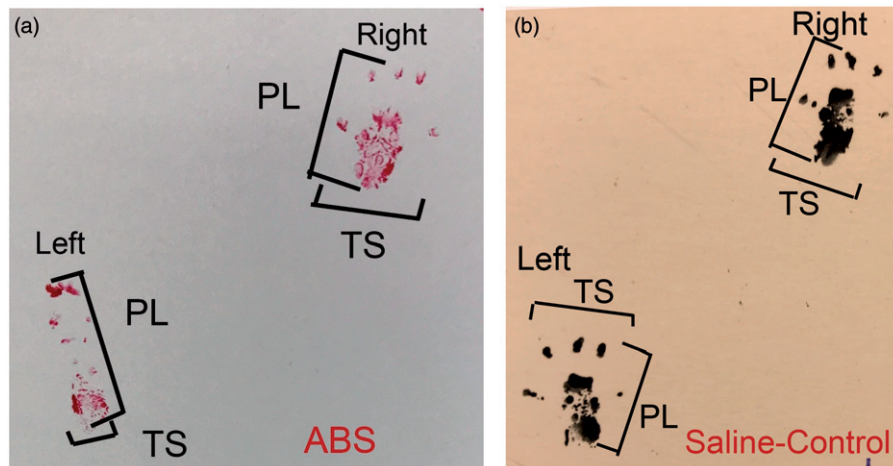 (a)
Right
PL
TS
Left
PL
TS
ABS
(b)
Right
PL
TS
Left
TS
PL
Saline-Control